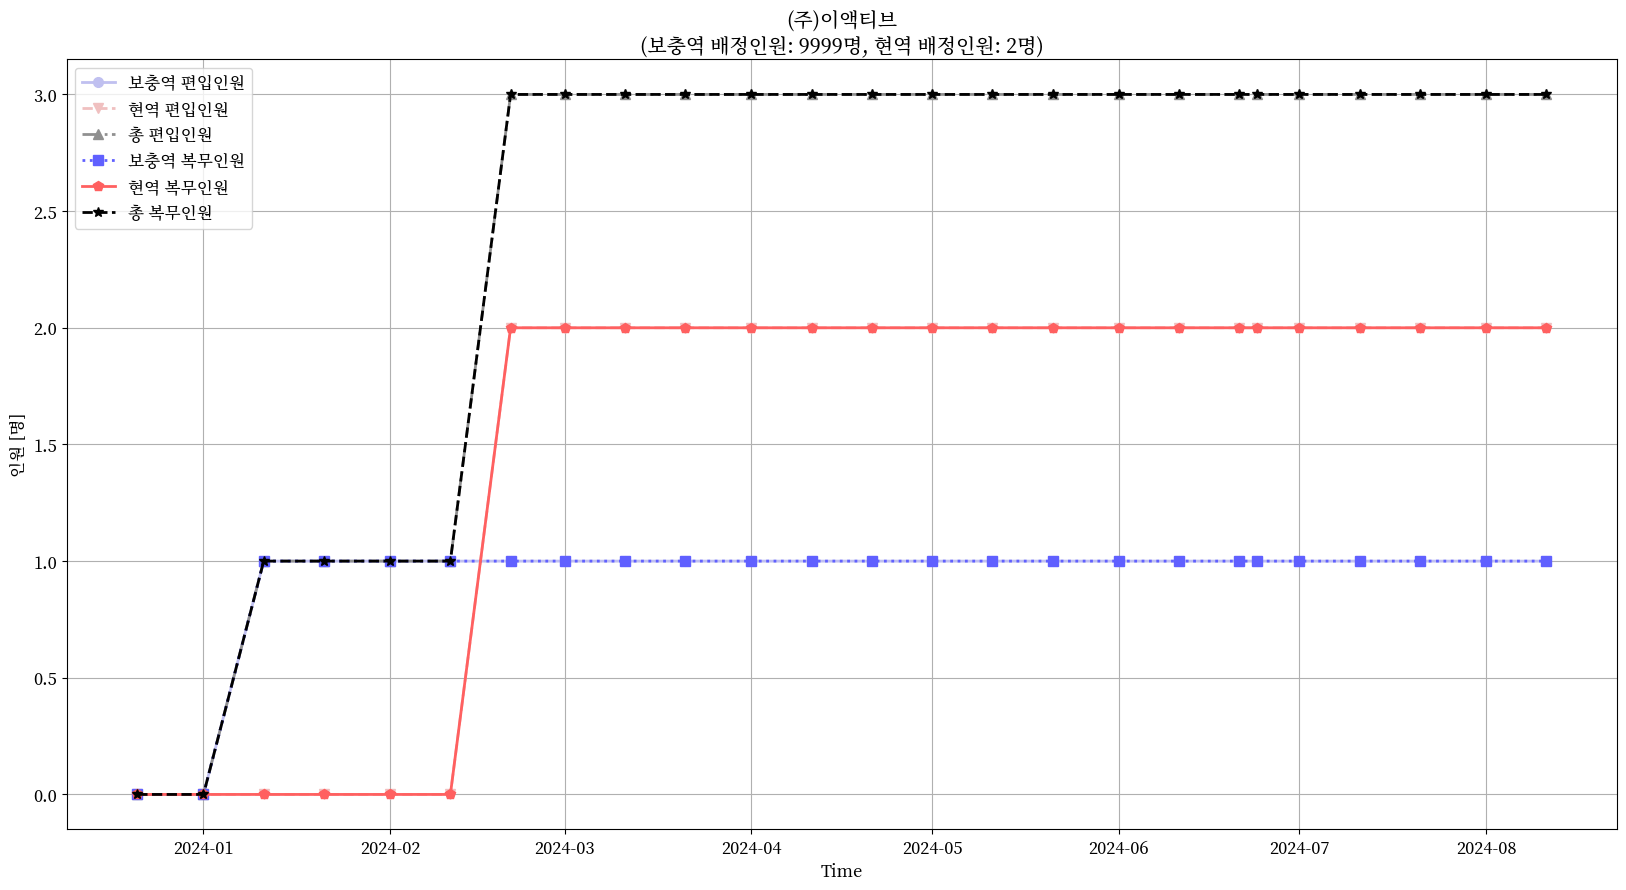 (주)이액티브
(보충역 배정인원: 9999명, 현역 배정인원: 2명)
보충역 편입인원
현역 편입인원
총 편입인원
보충역 복무인원
현역 복무인원
총 복무인원
인원 [명]
3.0
2.5
2.0
1.5
1.0
0.5
0.0
2024-01 2024-02 2024-03 2024-04 2024-05 2024-06 2024-07 2024-08
Time